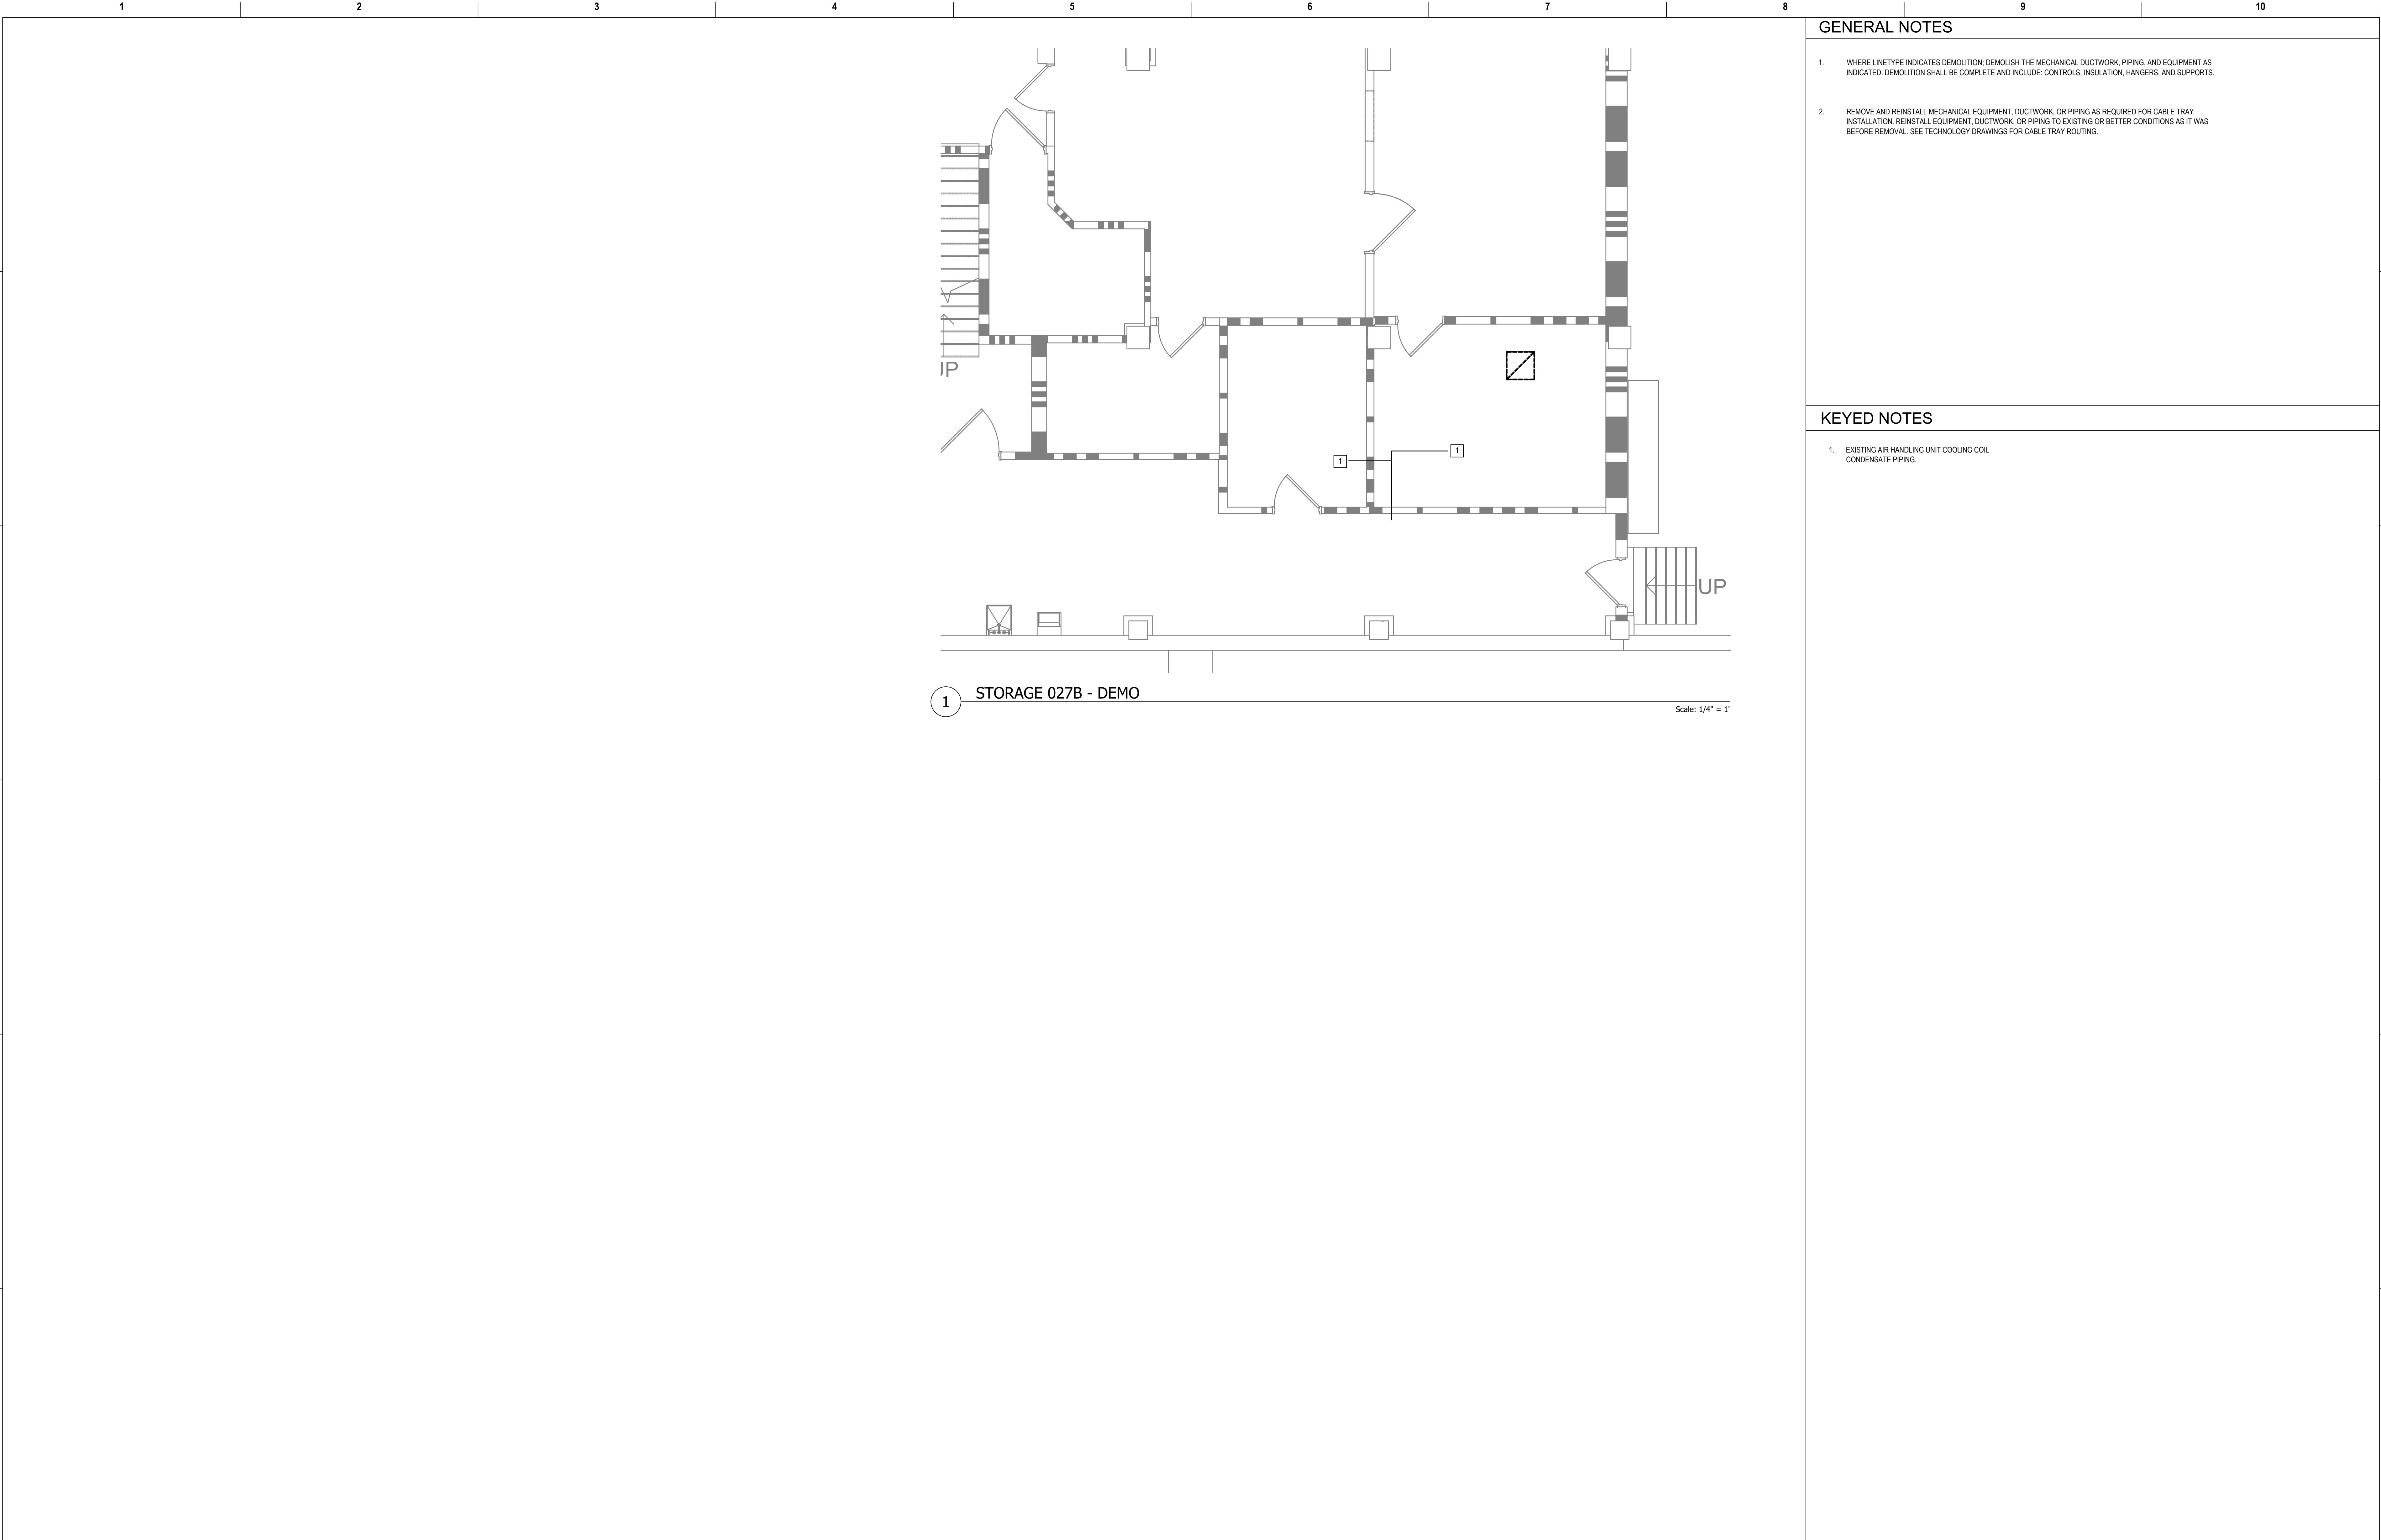 1 2 3 4 5 6 7 8 9 10
GENERAL NOTES
1. WHERE LINETYPE INDICATES DEMOLITION; DEMOLISH THE MECHANICAL DUCTWORK, PIPING, AND EQUIPMENT AS
INDICATED. DEMOLITION SHALL BE COMPLETE AND INCLUDE: CONTROLS, INSULATION, HANGERS, AND SUPPORTS.
2. REMOVE AND REINSTALL MECHANICAL EQUIPMENT, DUCTWORK, OR PIPING AS REQUIRED FOR CABLE TRAY
INSTALLATION. REINSTALL EQUIPMENT, DUCTWORK, OR PIPING TO EXISTING OR BETTER CONDITIONS AS IT WAS
BEFORE REMOVAL. SEE TECHNOLOGY DRAWINGS FOR CABLE TRAY ROUTING.
KEYED NOTES
1. EXISTING AIR HANDLING UNIT COOLING COIL
CONDENSATE PIPING.
UP
1
1
UP
1 STORAGE 027B - DEMO
Scale: 1/4" = 1'